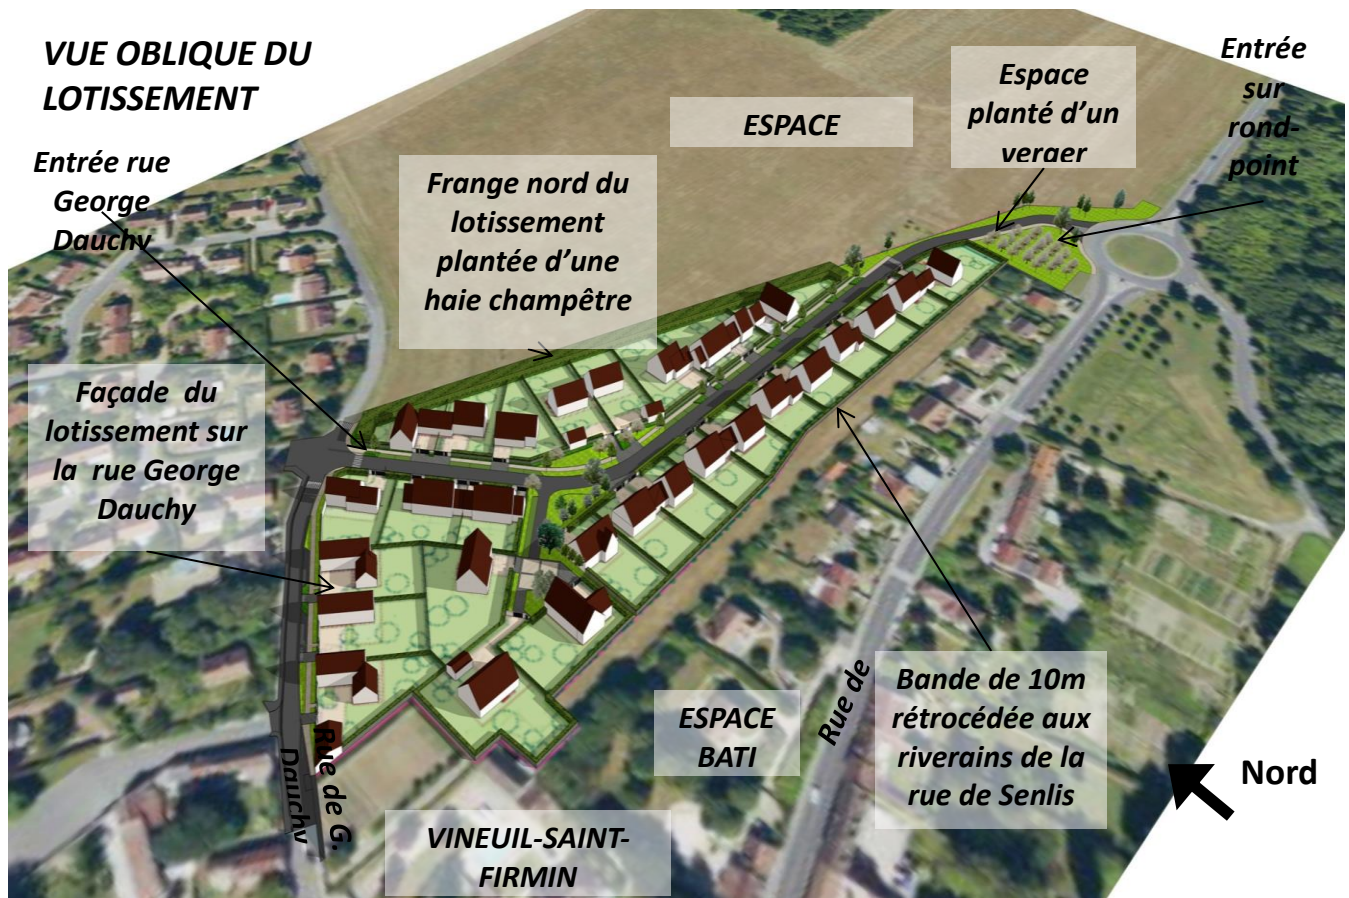 VUE OBLIQUE DU
LOTISSEMENT
Entrée rue
George
Dauchy
Frange nord du
lotissement
plantée d’une
haie champêtre
ESPACE
Espace
planté d’un
verger
Entrée
sur
rond-
point
Façade du
lotissement sur
la rue George
Dauchy
Rue de G.
Dauchy
ESPACE
BATI
Rue de
Bande de 10m
rétrocédée aux
riverains de la
rue de Senlis
Nord
VINEUIL-SAINT-
FIRMIN